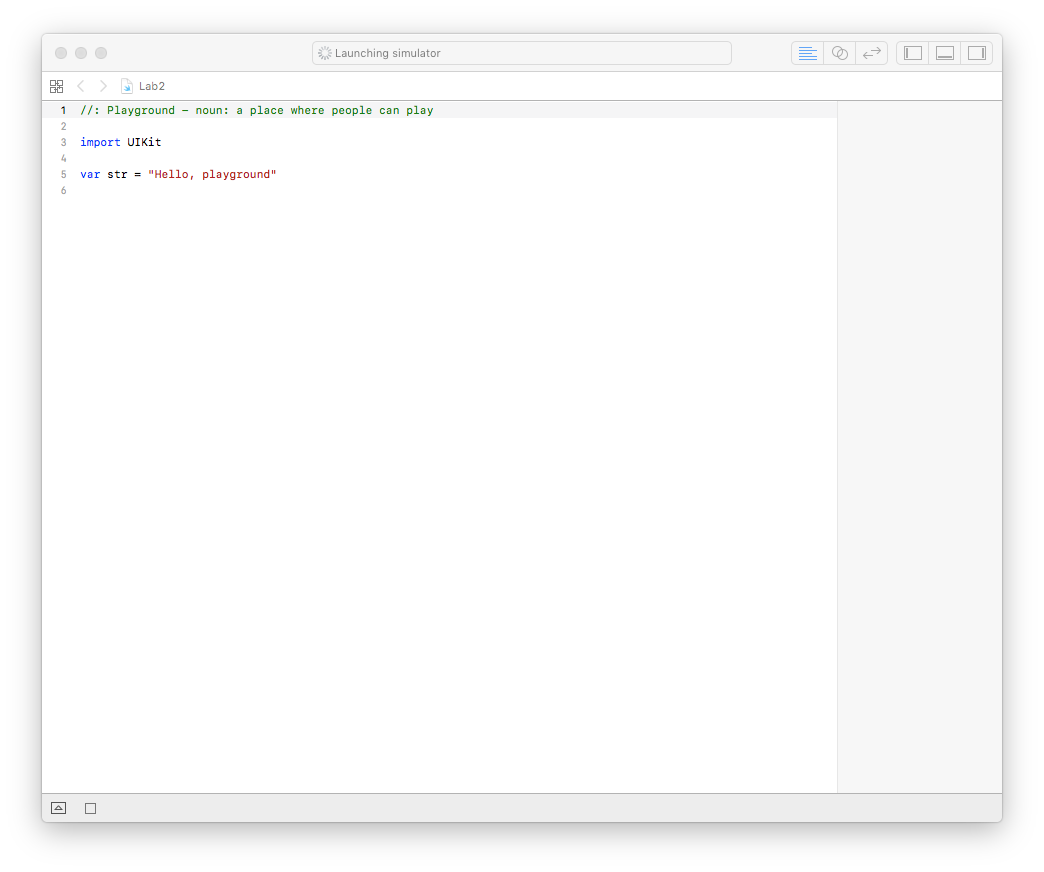 Launching simulator
Lab2
1 //: Playground - noun: a place where people can play
2
3 import UIKit
4
5 var str = "Hello, playground"
6